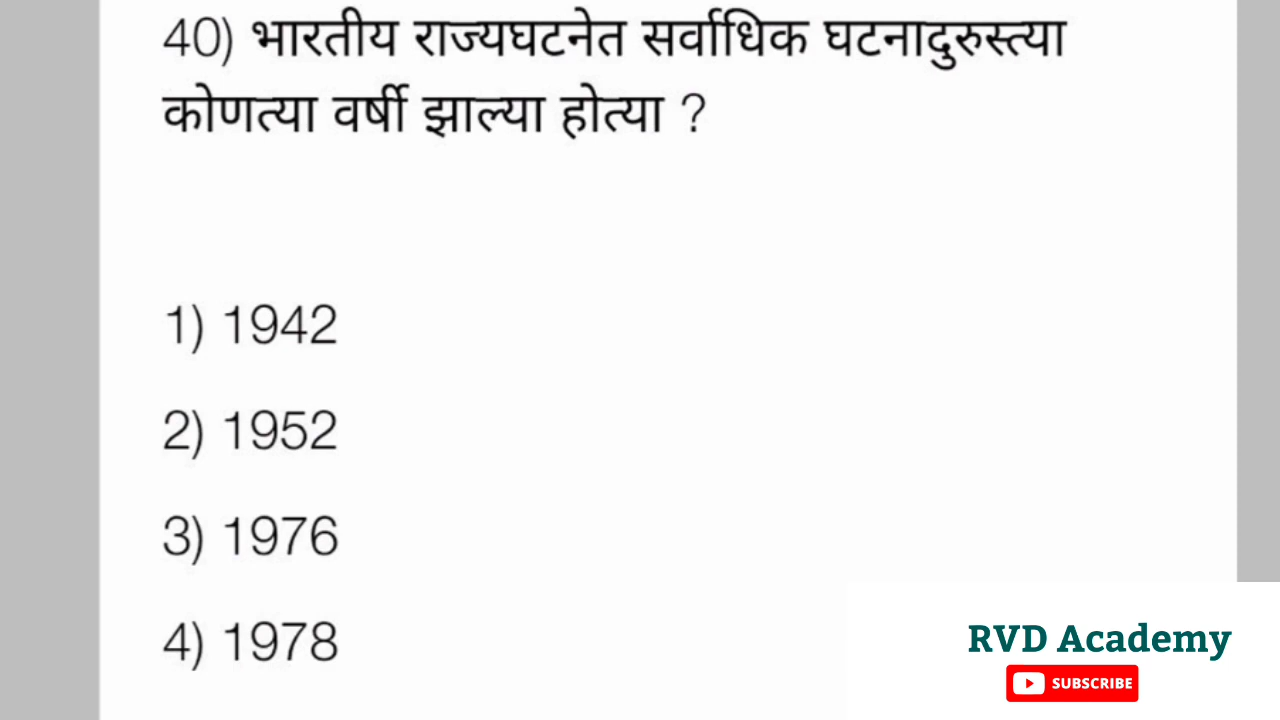 40) भारतीय राज्यघटनेत सर्वाधिक घटनादुरुस्त्या
कोणत्या वर्षी झाल्या होत्या ?
1) 1942
2) 1952
3) 1976
4) 1978
RVD Academy
SUBSCRIBE